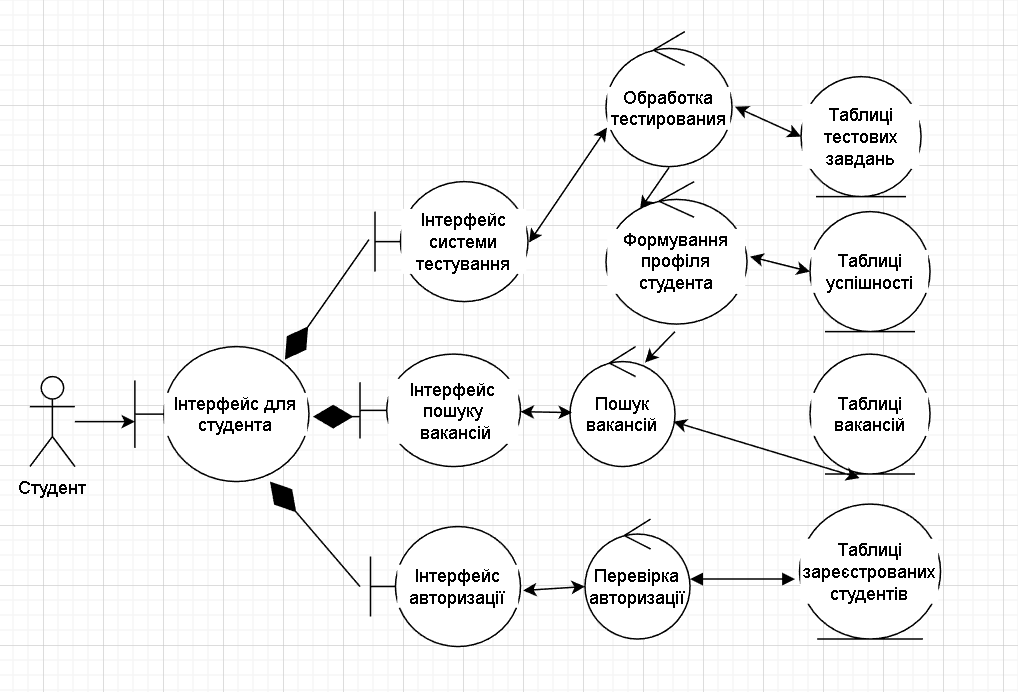 Обработка
тестирования
Таблиці
тестових
завдань
Інтерфейс
системи
тестування
Формування
профіля
студента
Таблиці
успішності
Студент
Інтерфейс для
студента
Інтерфейс
пошуку
вакансій
Пошук
вакансій
Таблиці
вакансій
Інтерфейс
авторизації
Перевірка
авторизації
Таблиці
зареєстрованих
студентів